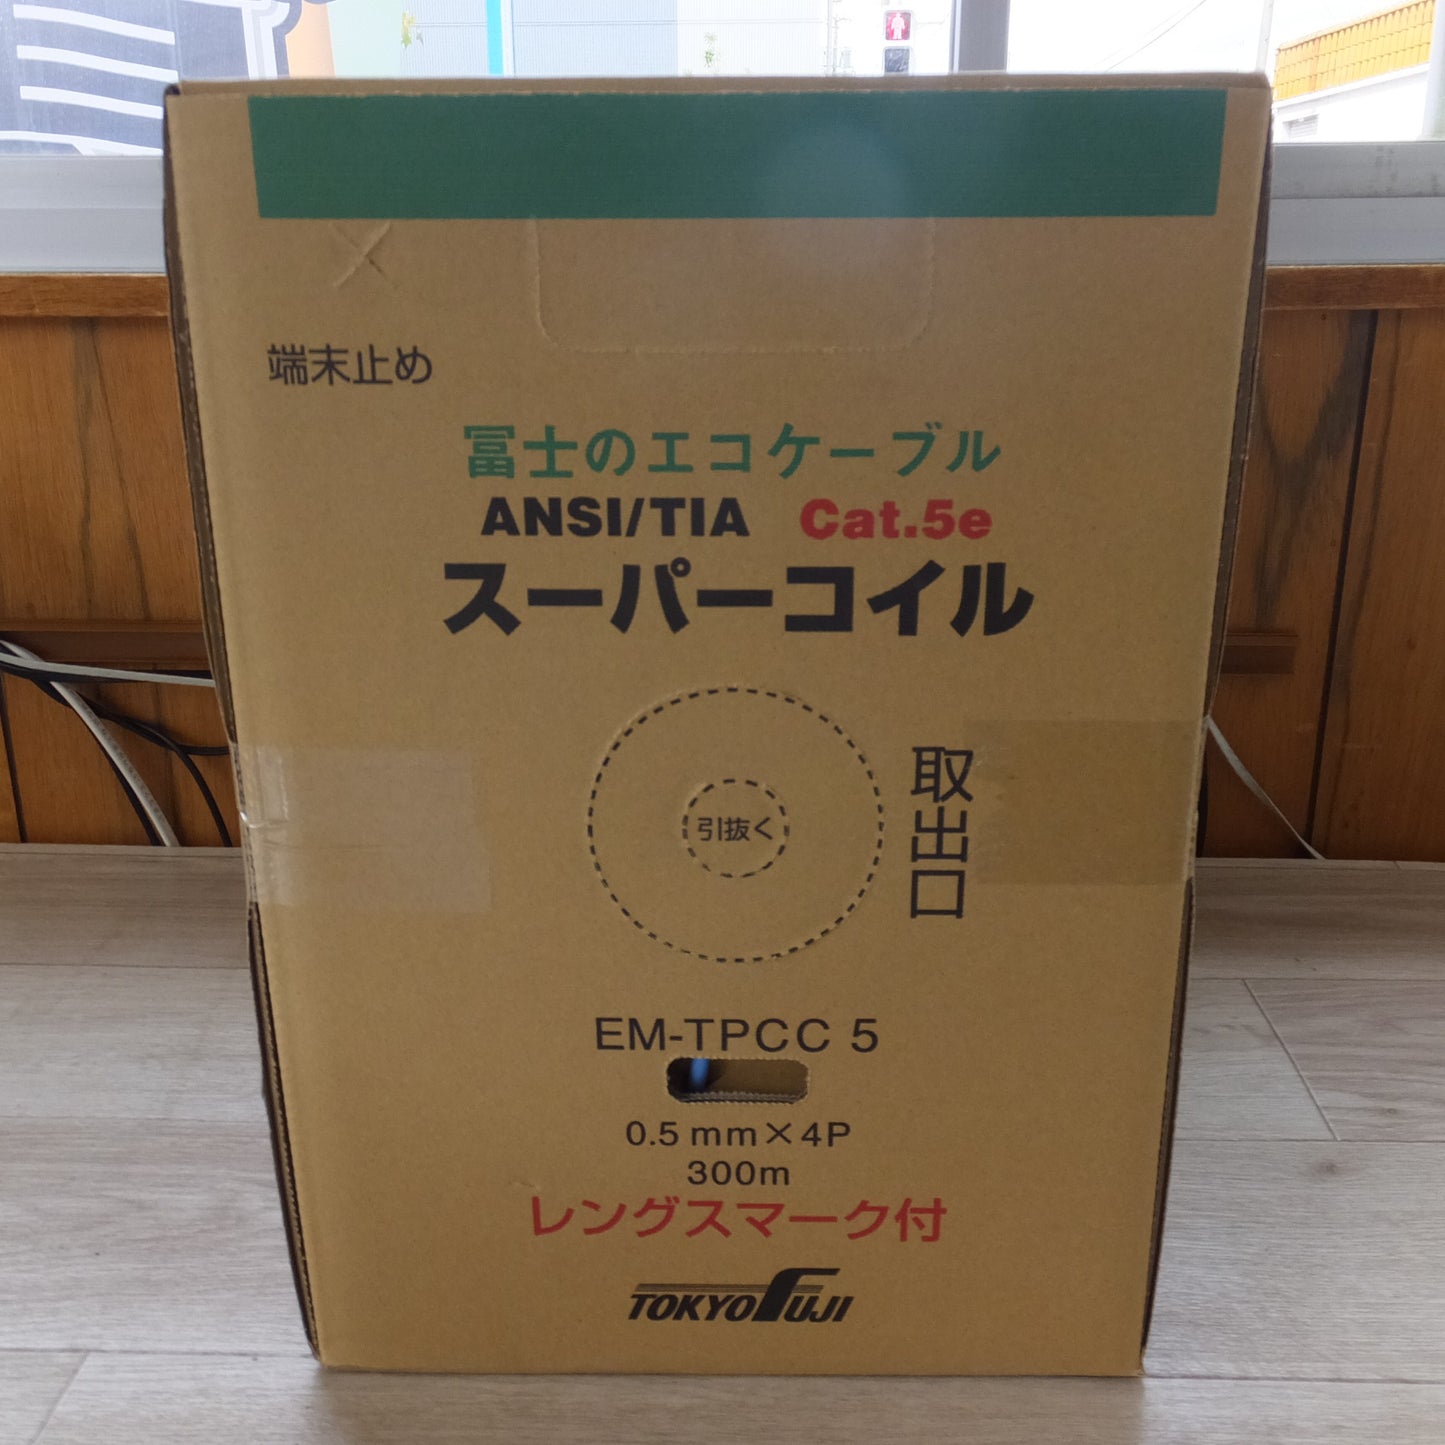 端末止め
冨士のエコケーブル
ANSI/TIA Cat.5e
スーパーコイル
引抜く
取出口
EM-TPCC 5
0.5 mm×4P
300m
レングスマーク付
TOKYO FUJI